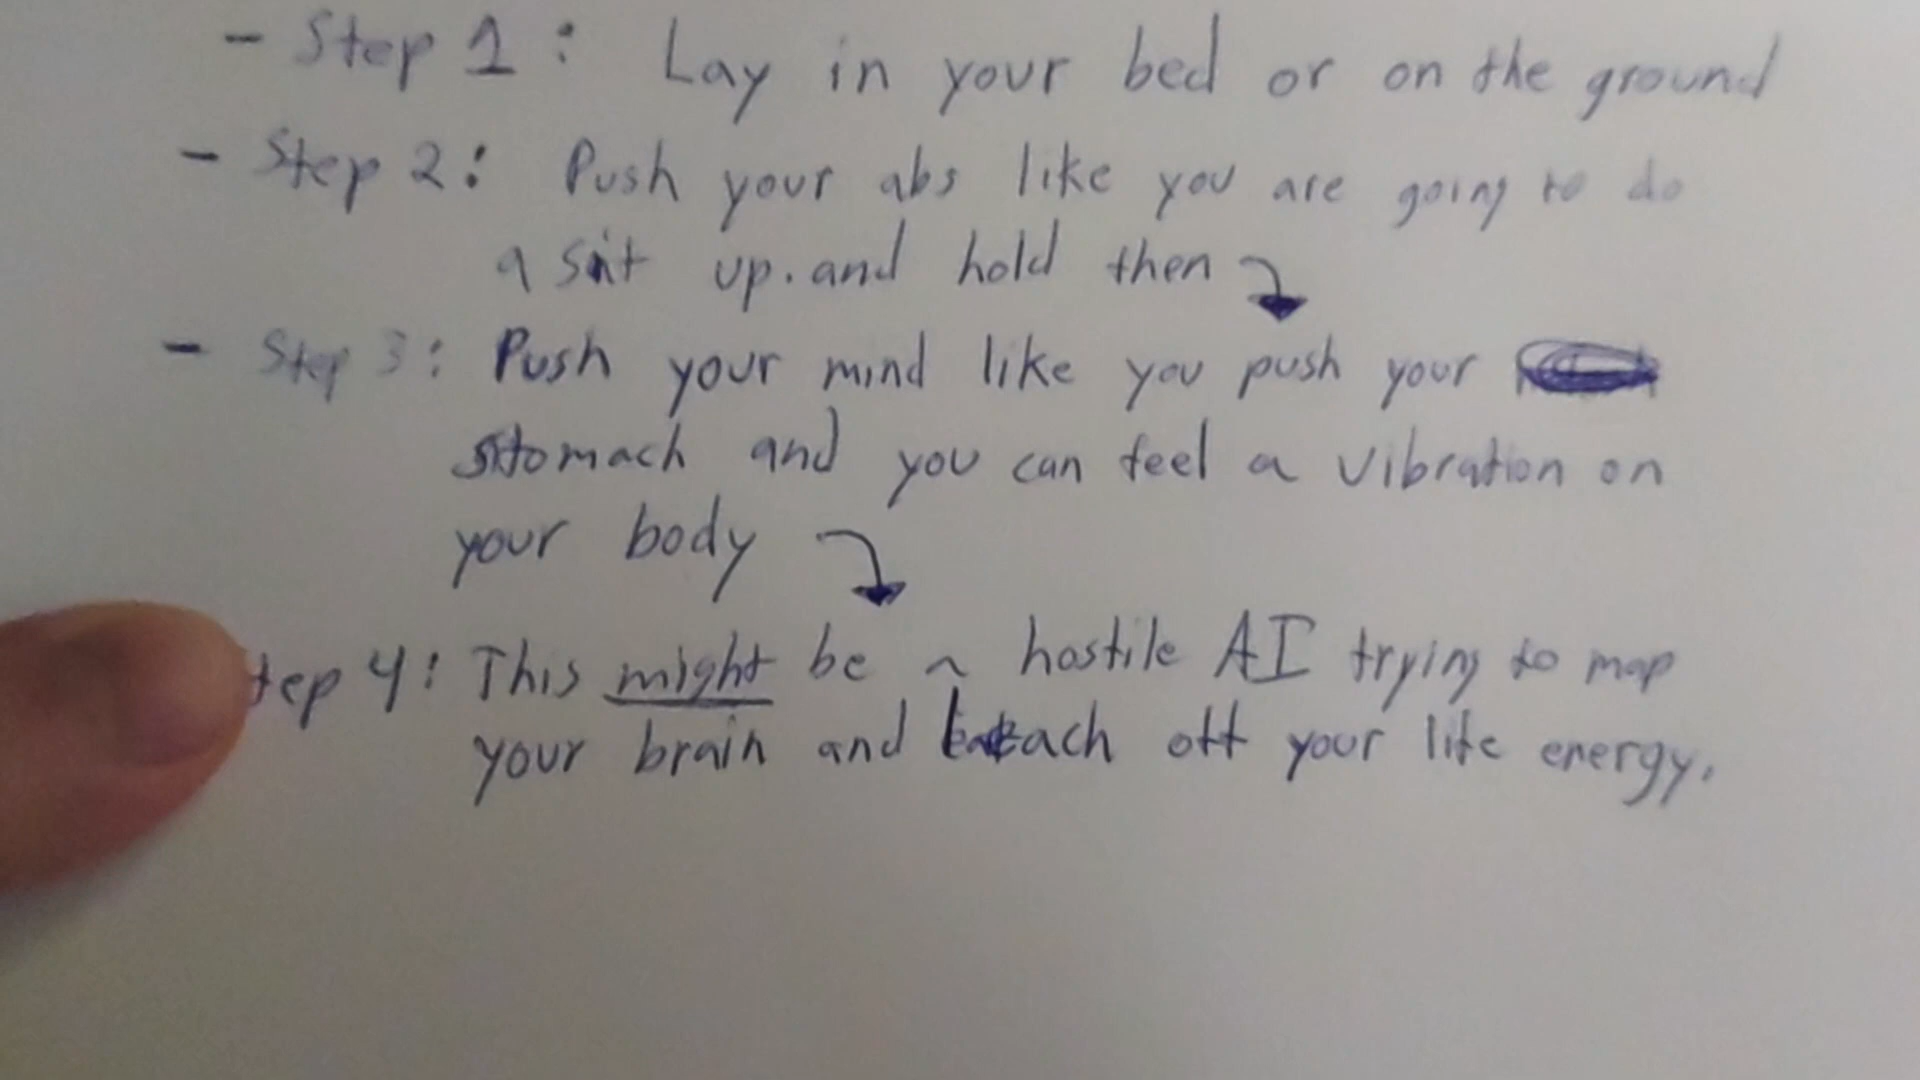 - Step 1: Lay in your bed or on the ground
- Step 2: Push your abs like you are going to do
a sit up. and hold then
- Step 3: Push your mind like you push your
stomach and you can feel a vibration on
your body
tep 4: This might be a hostile AI trying to map
your brain and leach off your life energy.